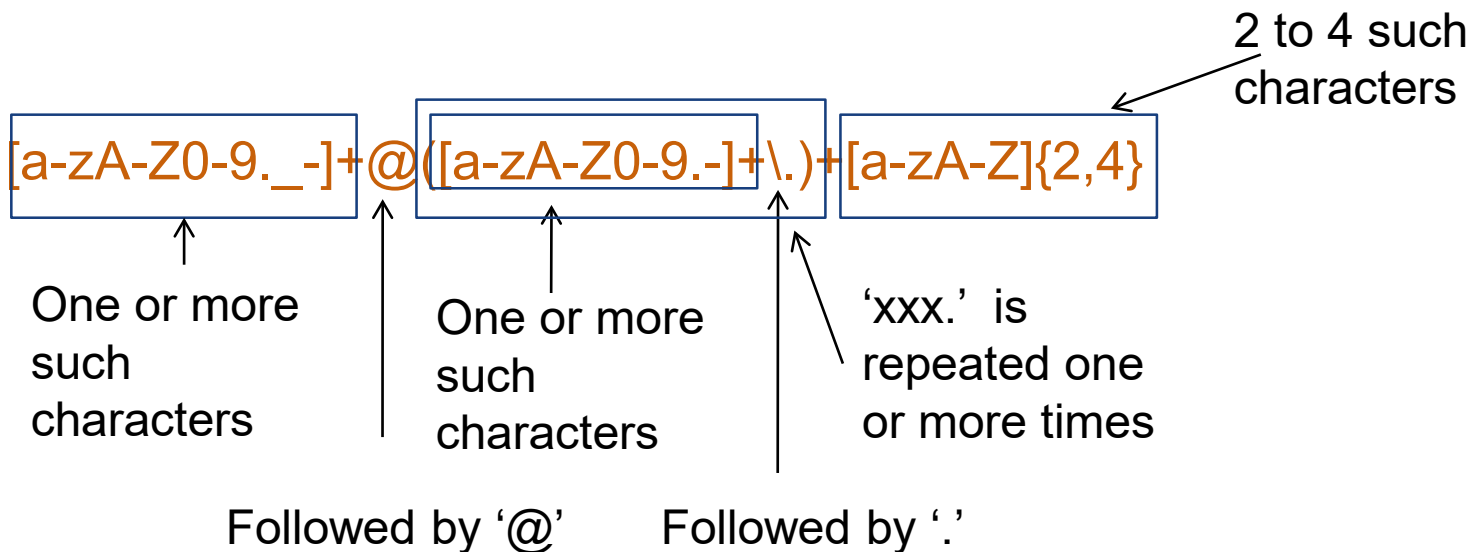 2 to 4 such
characters
[a-zA-Z0-9._-]+@([a-zA-Z0-9.-]+\.)+[a-zA-Z]{2,4}
One or more
such
characters
One or more
such
characters
‘xxx.’ is
repeated one
or more times
Followed by ‘@’
Followed by ‘.’